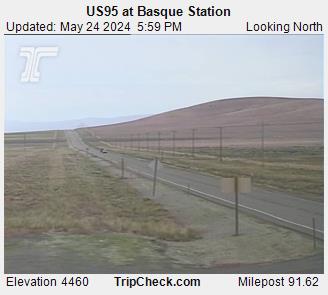 US95 at Basque Station
Updated: May 24 2024 5:59 PM Looking North
Elevation 4460 TripCheck.com Milepost 91.62